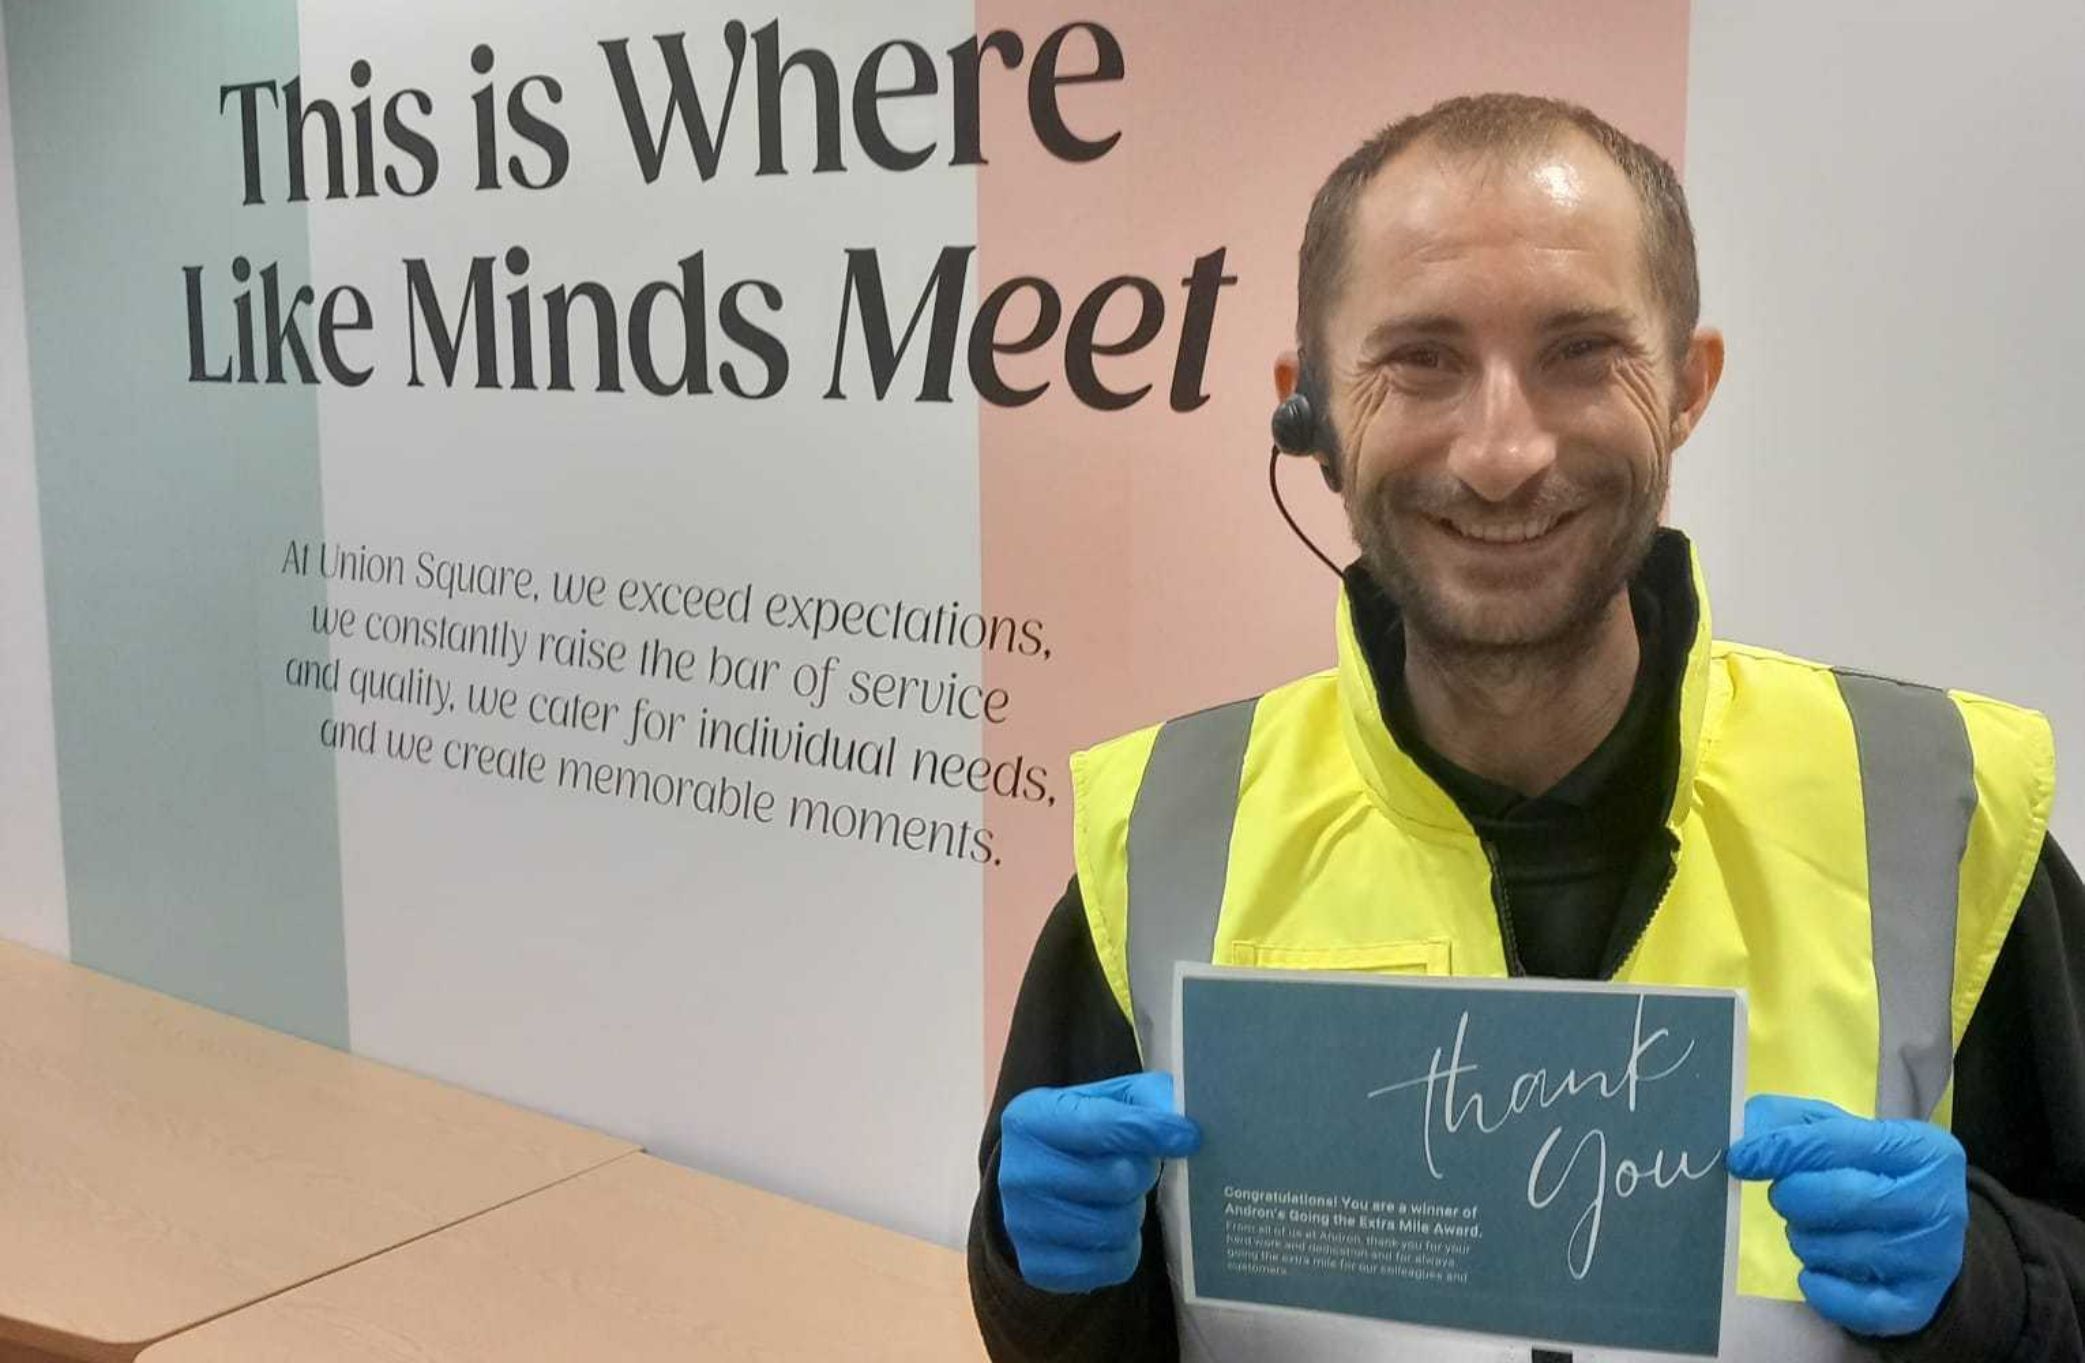 This is Where
Like Minds Meet
At Union Square, we exceed expectations,
we constantly raise the bar of service
and quality, we cater for individual needs,
and we create memorable moments.
thank
you
Congratulations! You are a winner of
Andron's Going the Extra Mile Award.
From all of us at Andron, thank you for your
hard work and dedication and for always
going the extra mile for our colleagues and
customers.